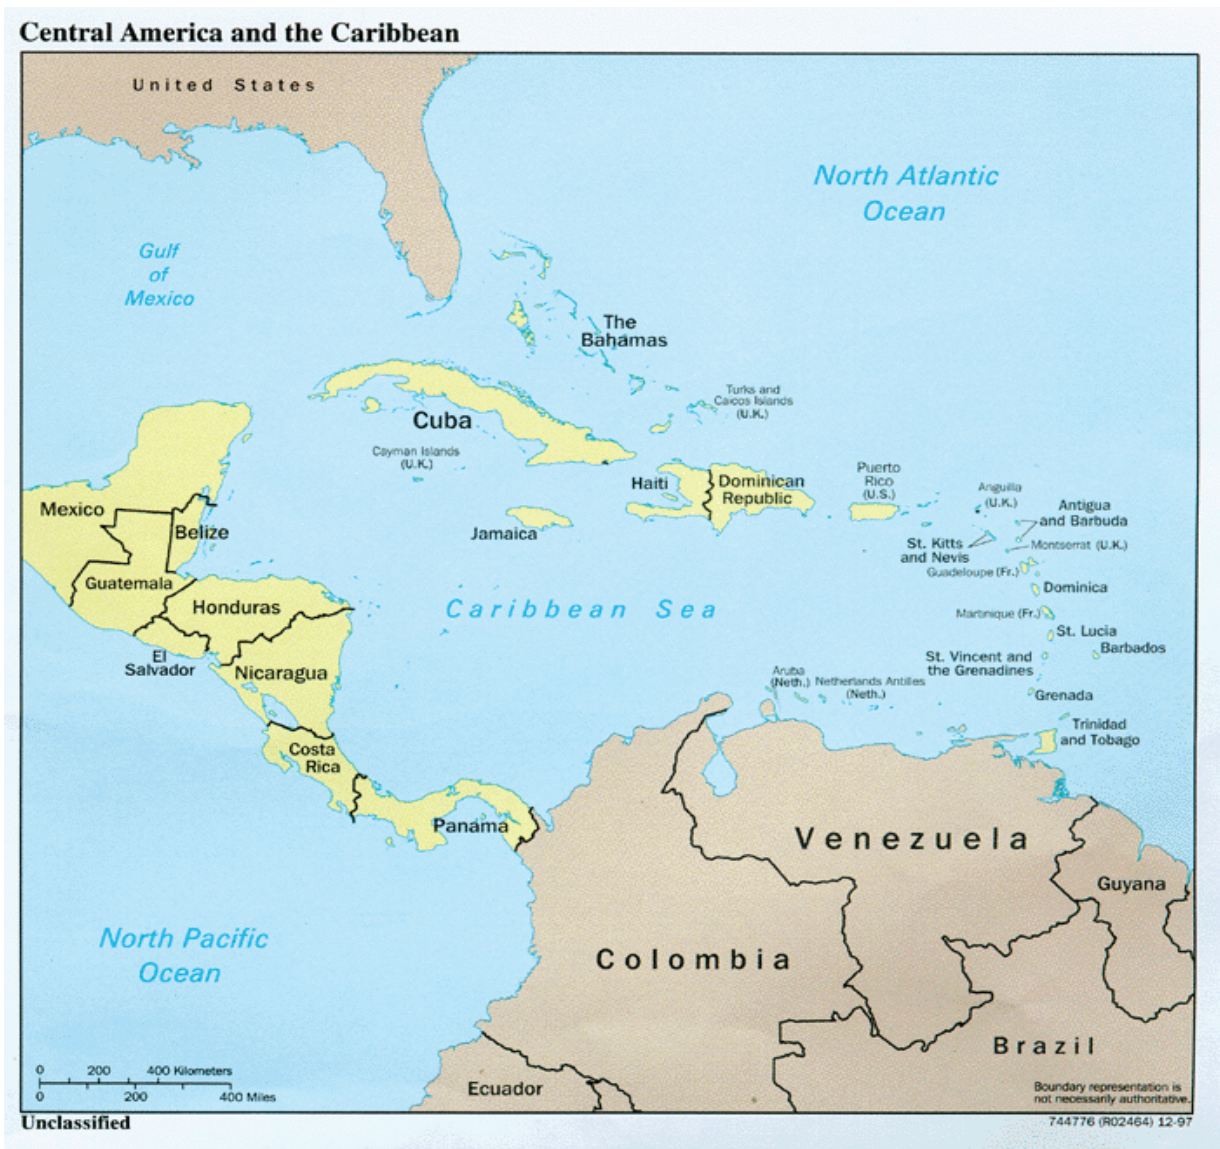 Central America and the Caribbean
United States
North Atlantic
Ocean
Gulf
of
Mexico
The
Bahamas
Turks and
Caicos Islands
(U.K.)
Cuba
Cayman Islands
(U.K.)
Haiti
Dominican
Republic
Puerto
Rico
(U.S.)
Anguilla
(U.K.)
Antigua
and Barbuda
Mexico
Belize
Jamaica
St. Kitts
and Nevis
Montserrat (U.K.)
Guadeloupe (Fr.)
Guatemala
Dominica
Honduras
Caribbean Sea
Martinique (Fr.)
St. Lucia
Barbados
El
Salvador
Nicaragua
St. Vincent and
the Grenadines
Aruba
(Neth.)
Netherlands Antilles
(Neth.)
Grenada
Trinidad
and Tobago
Costa
Rica
Panama
Venezuela
Guyana
North Pacific
Ocean
Colombia
Brazil
Ecuador
0 200 400 Kilometers
0 200 400 Miles
Boundary representation is
not necessarily authoritative.
Unclassified
744776 (R02464) 12-97